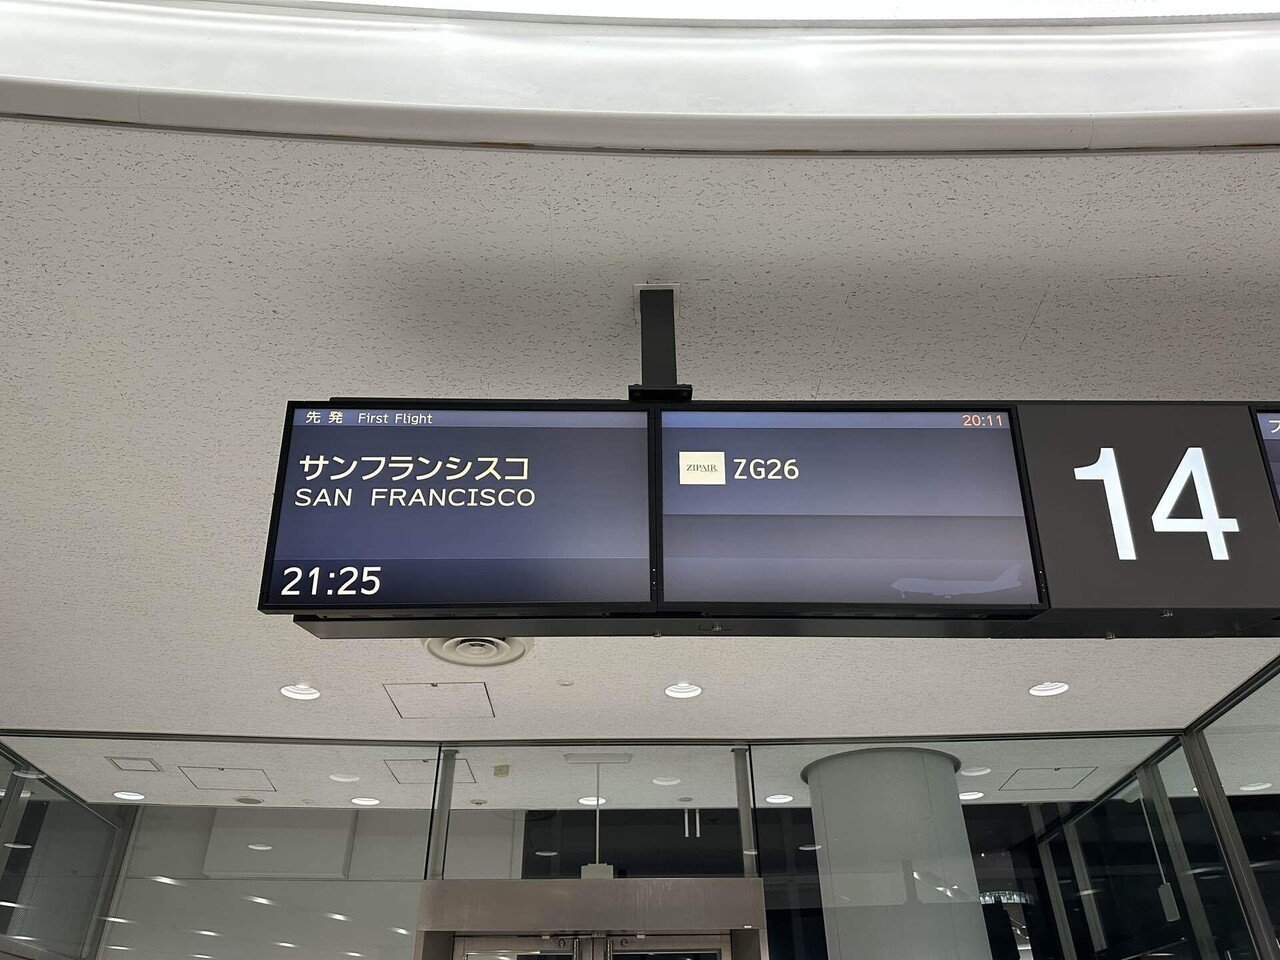 先発 First Flight
サンフランシスコ
SAN FRANCISCO
21:25
20:11
ZIPAIR ZG26
14
フ